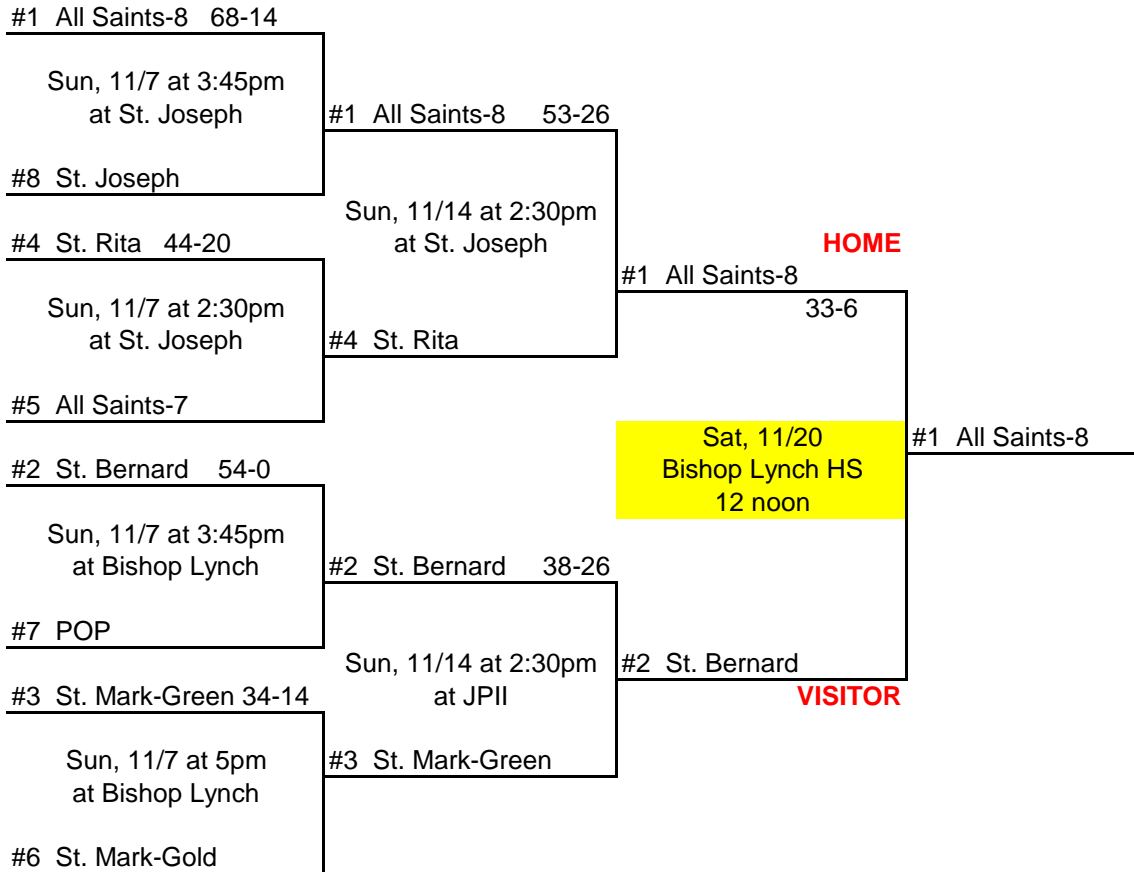 #1 All Saints-8 68-14
Sun, 11/7 at 3:45pm
at St. Joseph
#8 St. Joseph
#4 St. Rita 44-20
Sun, 11/7 at 2:30pm
at St. Joseph
#5 All Saints-7
#2 St. Bernard 54-0
Sun, 11/7 at 3:45pm
at Bishop Lynch
#7 POP
#3 St. Mark-Green 34-14
Sun, 11/7 at 5pm
at Bishop Lynch
#6 St. Mark-Gold
#1 All Saints-8 53-26
Sun, 11/14 at 2:30pm
at St. Joseph
#4 St. Rita
#2 St. Bernard 38-26
Sun, 11/14 at 2:30pm
at JPII
#3 St. Mark-Green
HOME
#1 All Saints-8
33-6
Sat, 11/20
Bishop Lynch HS
12 noon
#2 St. Bernard
VISITOR
#1 All Saints-8